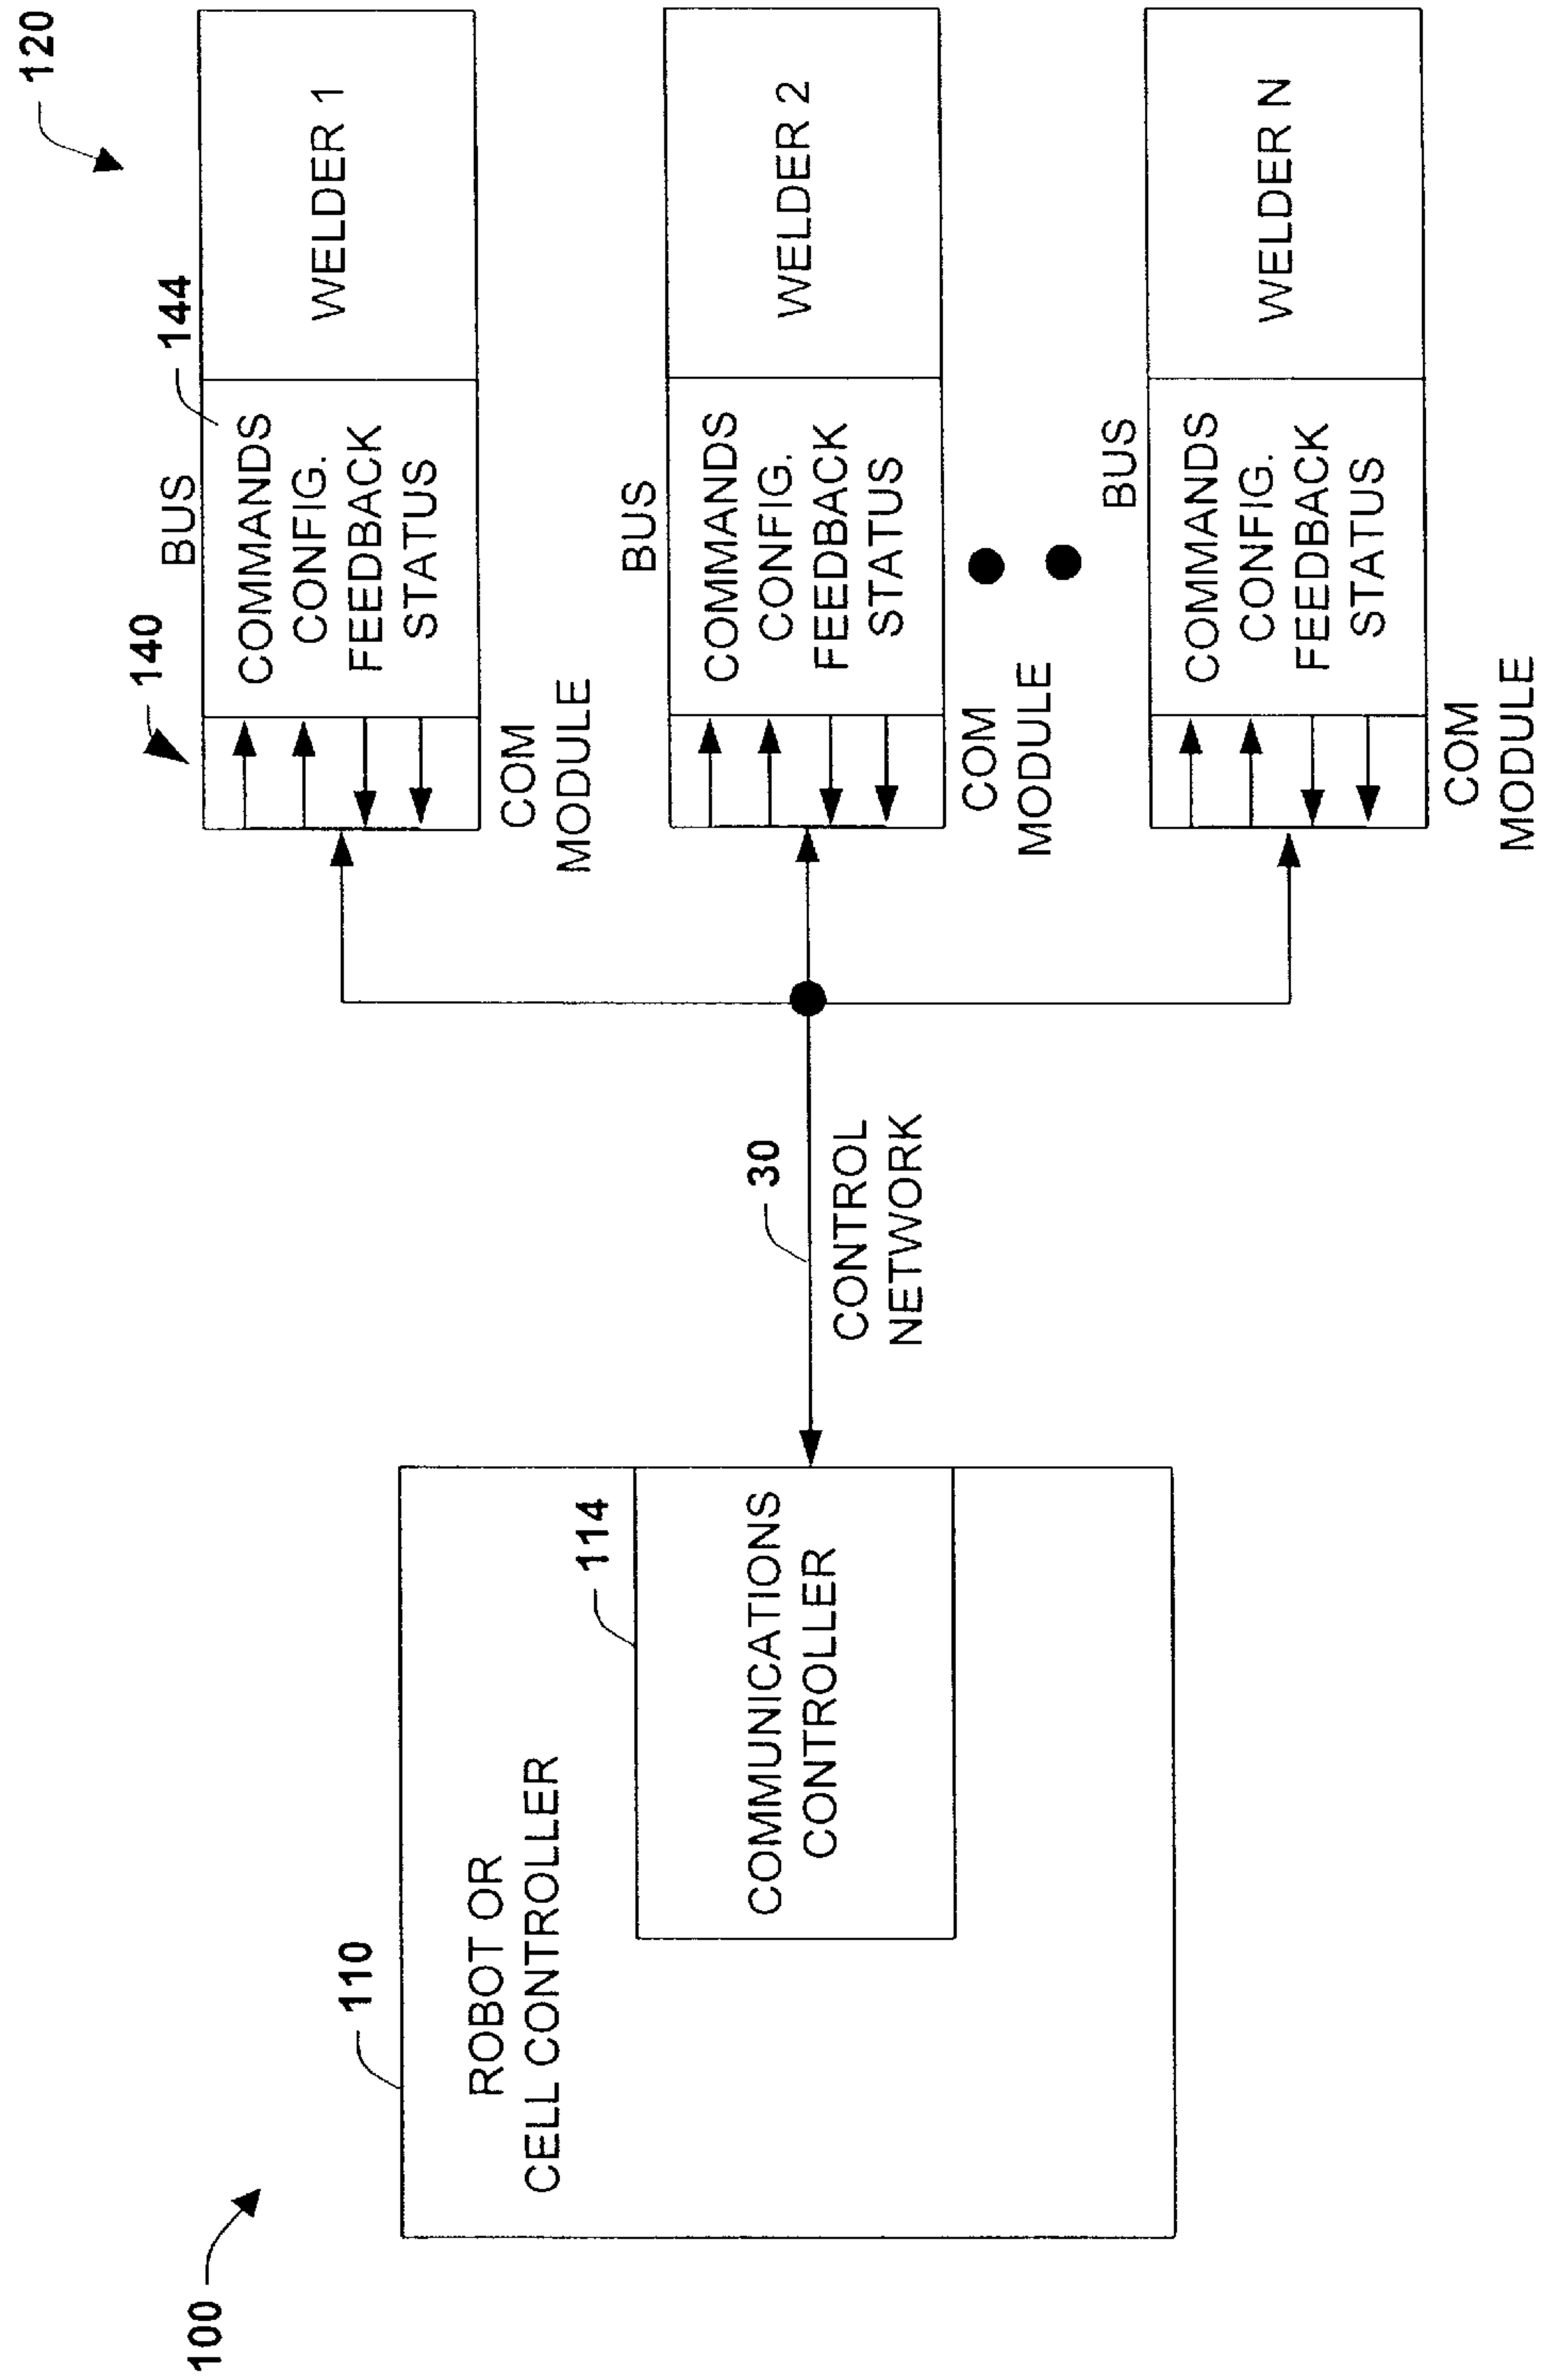 120
144
BUS
140
COMMANDS
CONFIG.
FEEDBACK
STATUS
WELDER 1
COM
MODULE
BUS
COMMANDS
CONFIG.
FEEDBACK
STATUS
WELDER 2
COM
MODULE
BUS
COMMANDS
CONFIG.
FEEDBACK
STATUS
WELDER N
COM
MODULE
30
CONTROL
NETWORK
100
110
ROBOT OR
CELL CONTROLLER
114
COMMUNICATIONS
CONTROLLER